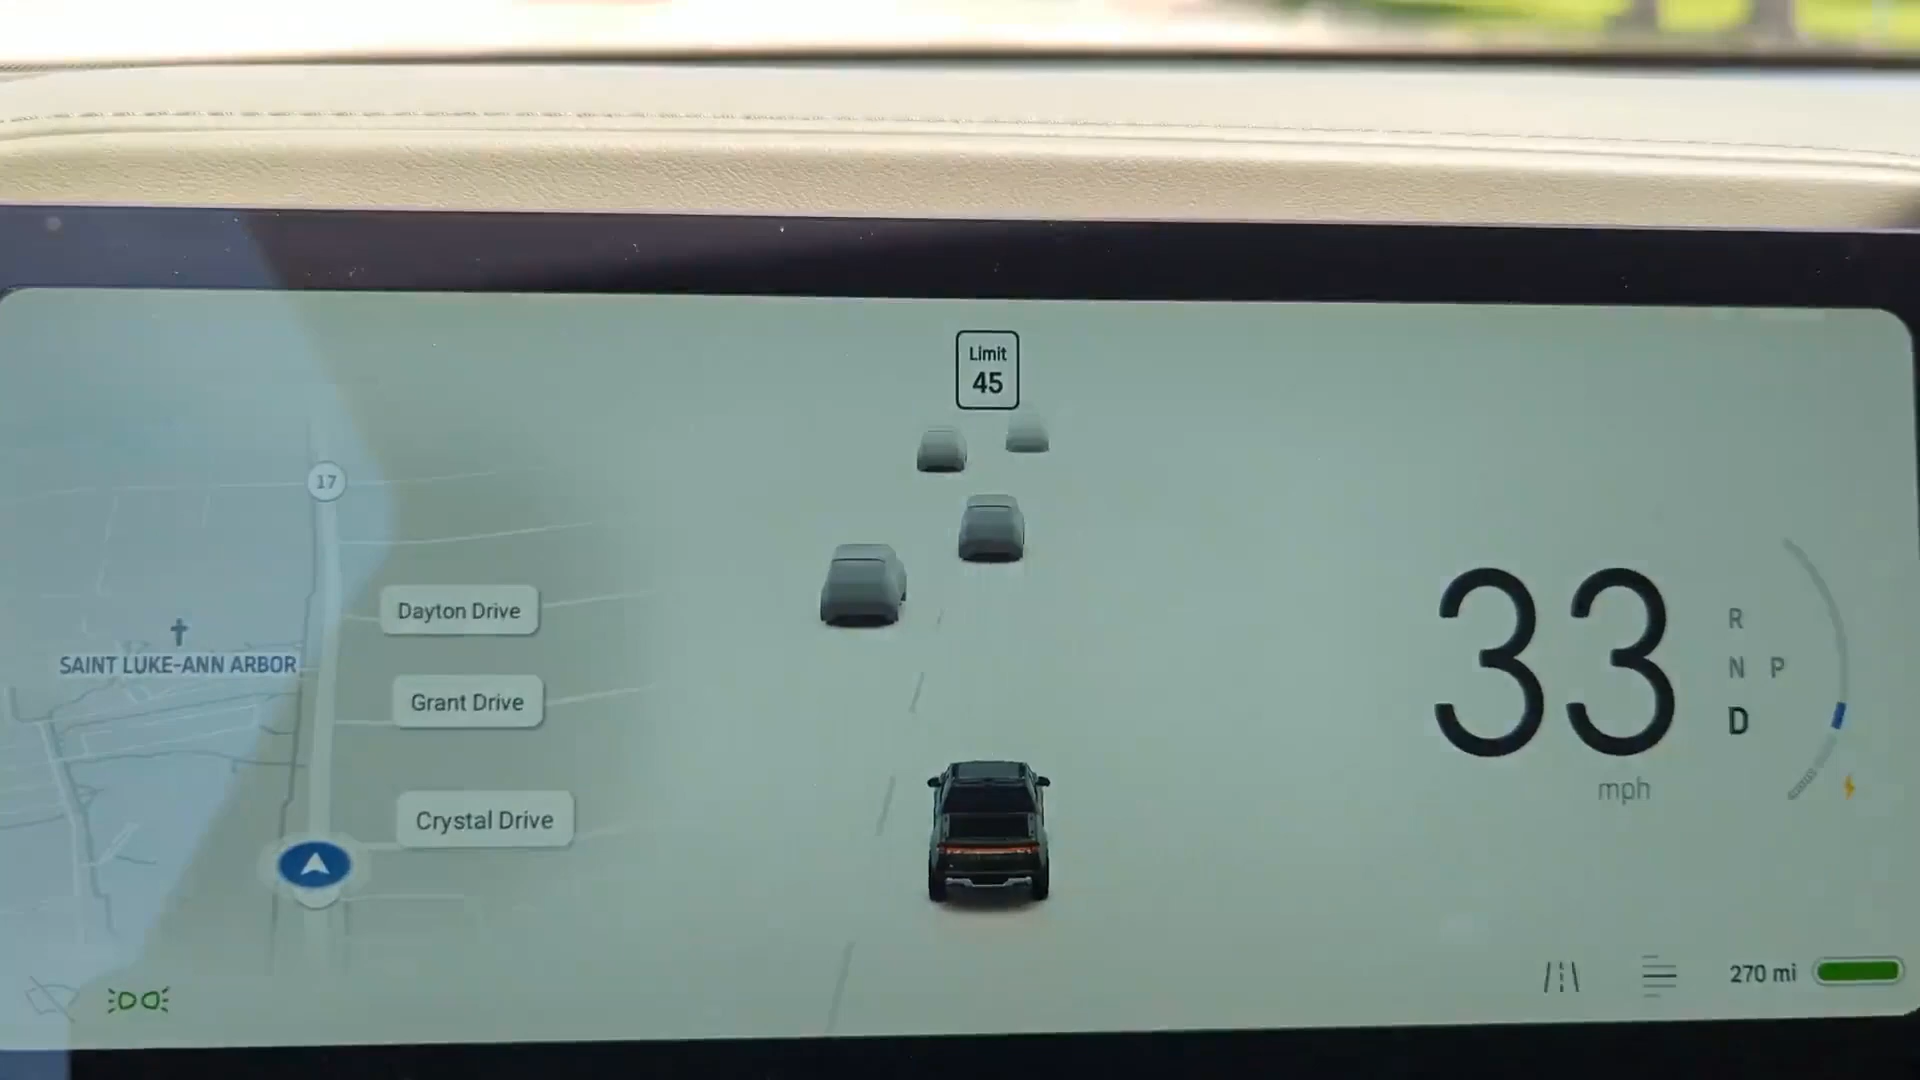 Limit
45
17
Dayton Drive
SAINT LUKE-ANN ARBOR
Grant Drive
Crystal Drive
33
mph
R
N P
D
270 mi